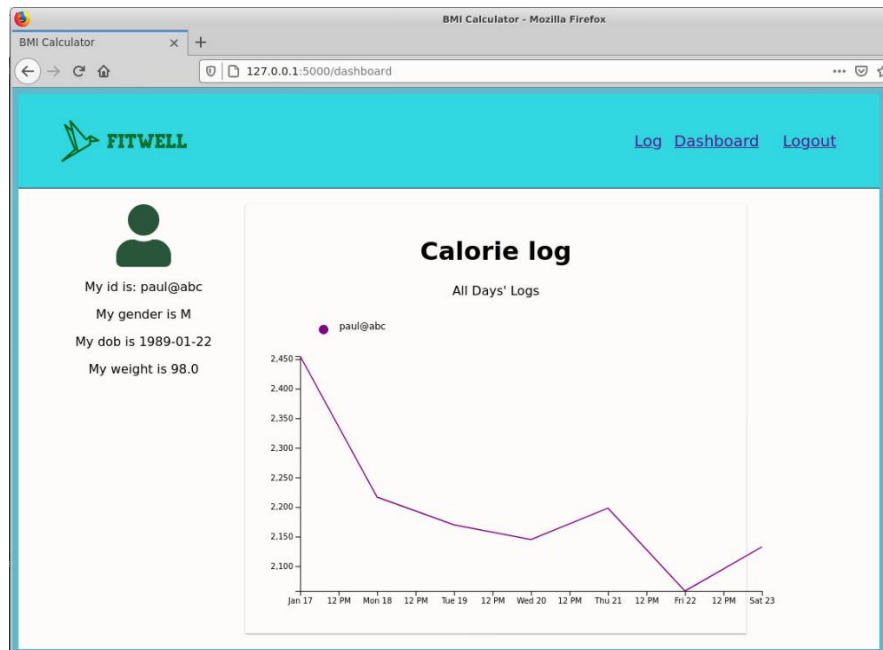 BMI Calculator - Mozilla Firefox
BMI Calculator
127.0.0.1:5000/dashboard
FITWELL
Log Dashboard Logout
My id is: paul@abc
My gender is M
My dob is 1989-01-22
My weight is 98.0
Calorie log
All Days' Logs
paul@abc
2,450
2,400
2,350
2,300
2,250
2,200
2,150
2,100
Jan 17 12 PM Mon 18 12 PM Tue 19 12 PM Wed 20 12 PM Thu 21 12 PM Fri 22 12 PM Sat 23